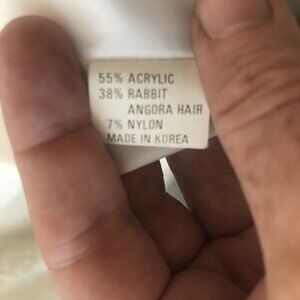 55% ACRYLIC
38% RABBIT
ANGORA HAIR
7% NYLON
MADE IN KOREA